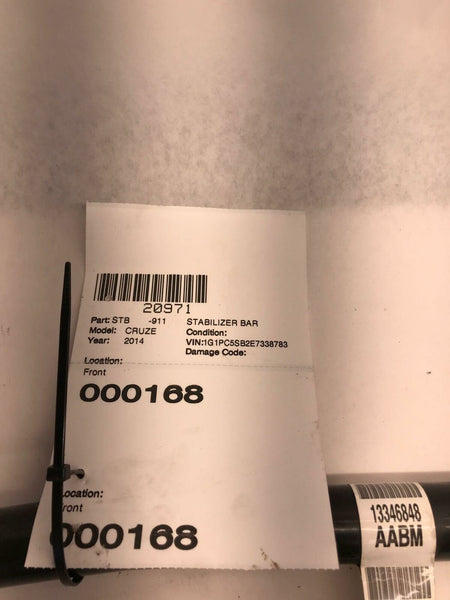 20971
Part: STB -911 STABILIZER BAR
Model: CRUZE Condition:
Year: 2014 VIN:1G1PC5SB2E7338783
Damage Code:
Location:
Front
000168
Location:
ront
000168
13346848
AABM